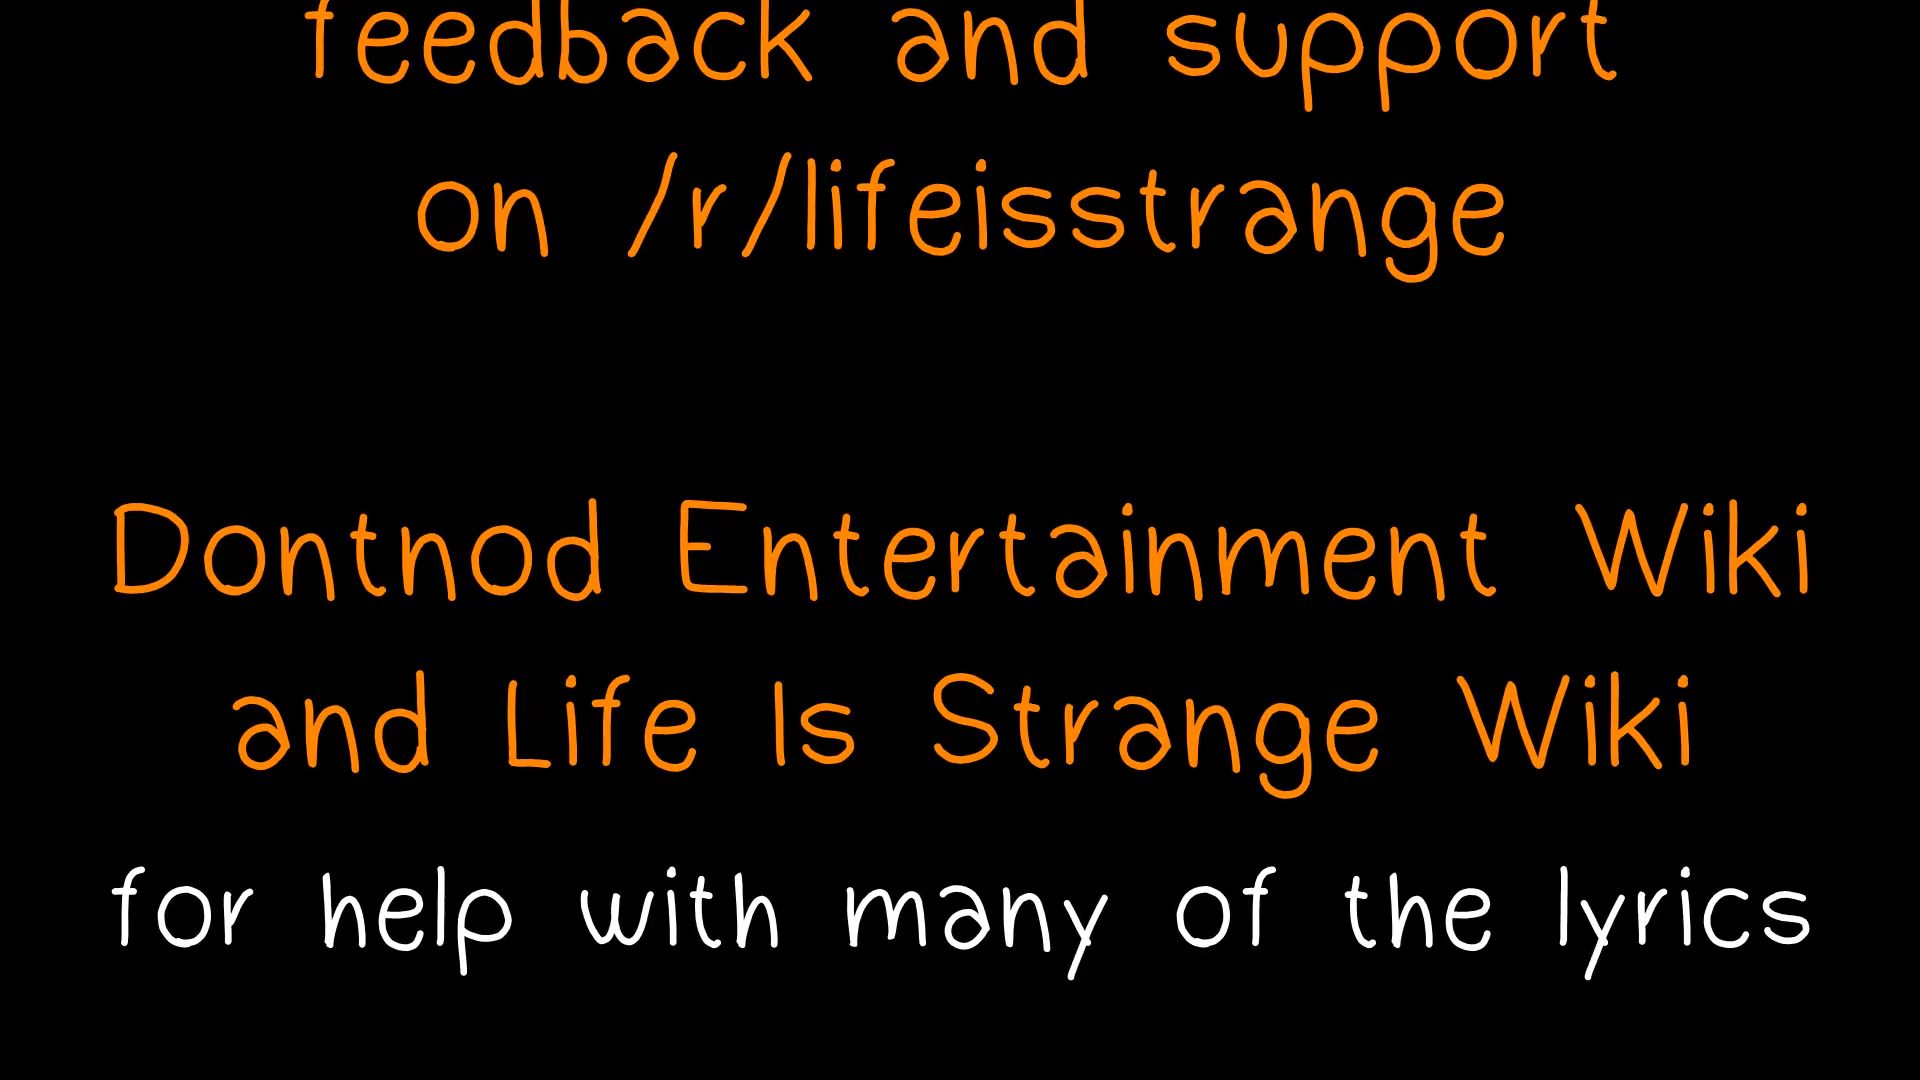 feedback and support
on /r/lifeisstrange
Dontnod Entertainment Wiki
and Life Is Strange Wiki
for help with many of the lyrics